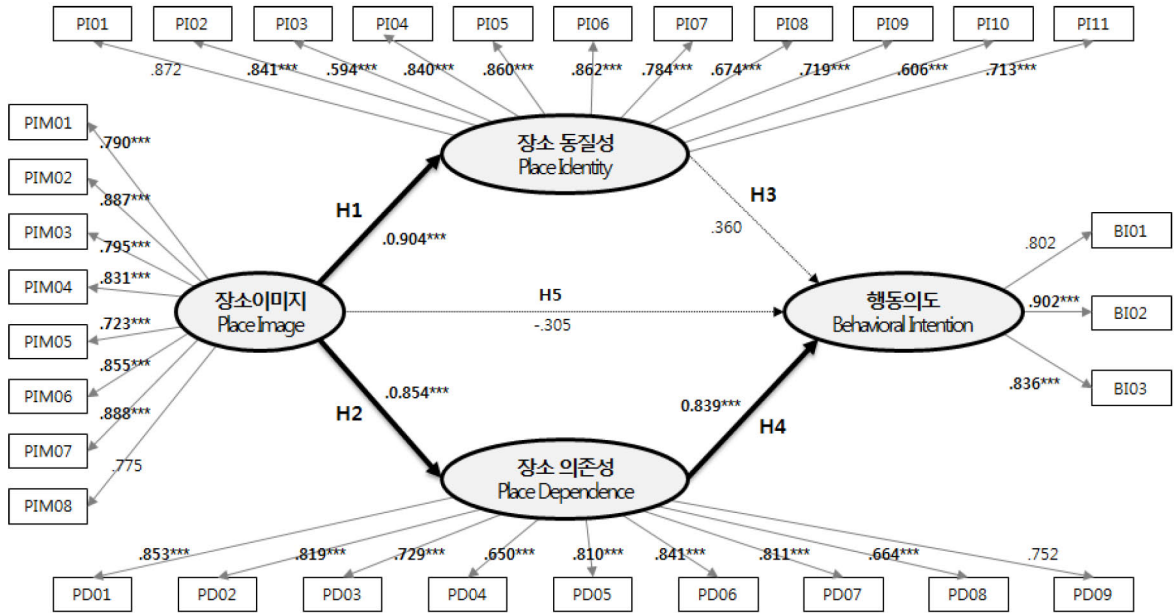 PI01 PI02 PI03 PI04 PI05 PI06 PI07 PI08 PI09 PI10 PI11
.872 .841*** .594*** .840*** .860*** .862*** .784*** .674*** .719*** .606*** .713***
PIM01
PIM02
PIM03
PIM04
PIM05
PIM06
PIM07
PIM08
.790***
.887***
.795***
.831***
.723***
.855***
.888***
.775
장소 동질성
Place Identity
H1
.0.904***
H3
.360
장소이미지
Place Image
H5
-.305
행동의도
Behavioral Intention
.802
.902***
.836***
BI01
BI02
BI03
H2
.0.854***
0.839***
H4
장소 의존성
Place Dependence
.853*** .819*** .729*** .650*** .810*** .841*** .811*** .664*** .752
PD01 PD02 PD03 PD04 PD05 PD06 PD07 PD08 PD09